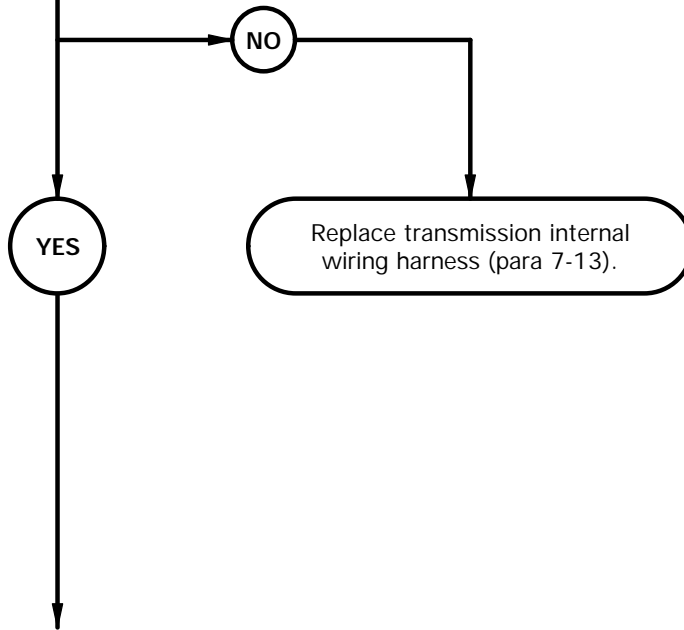 NO
YES
Replace transmission internal
wiring harness (para 7-13).